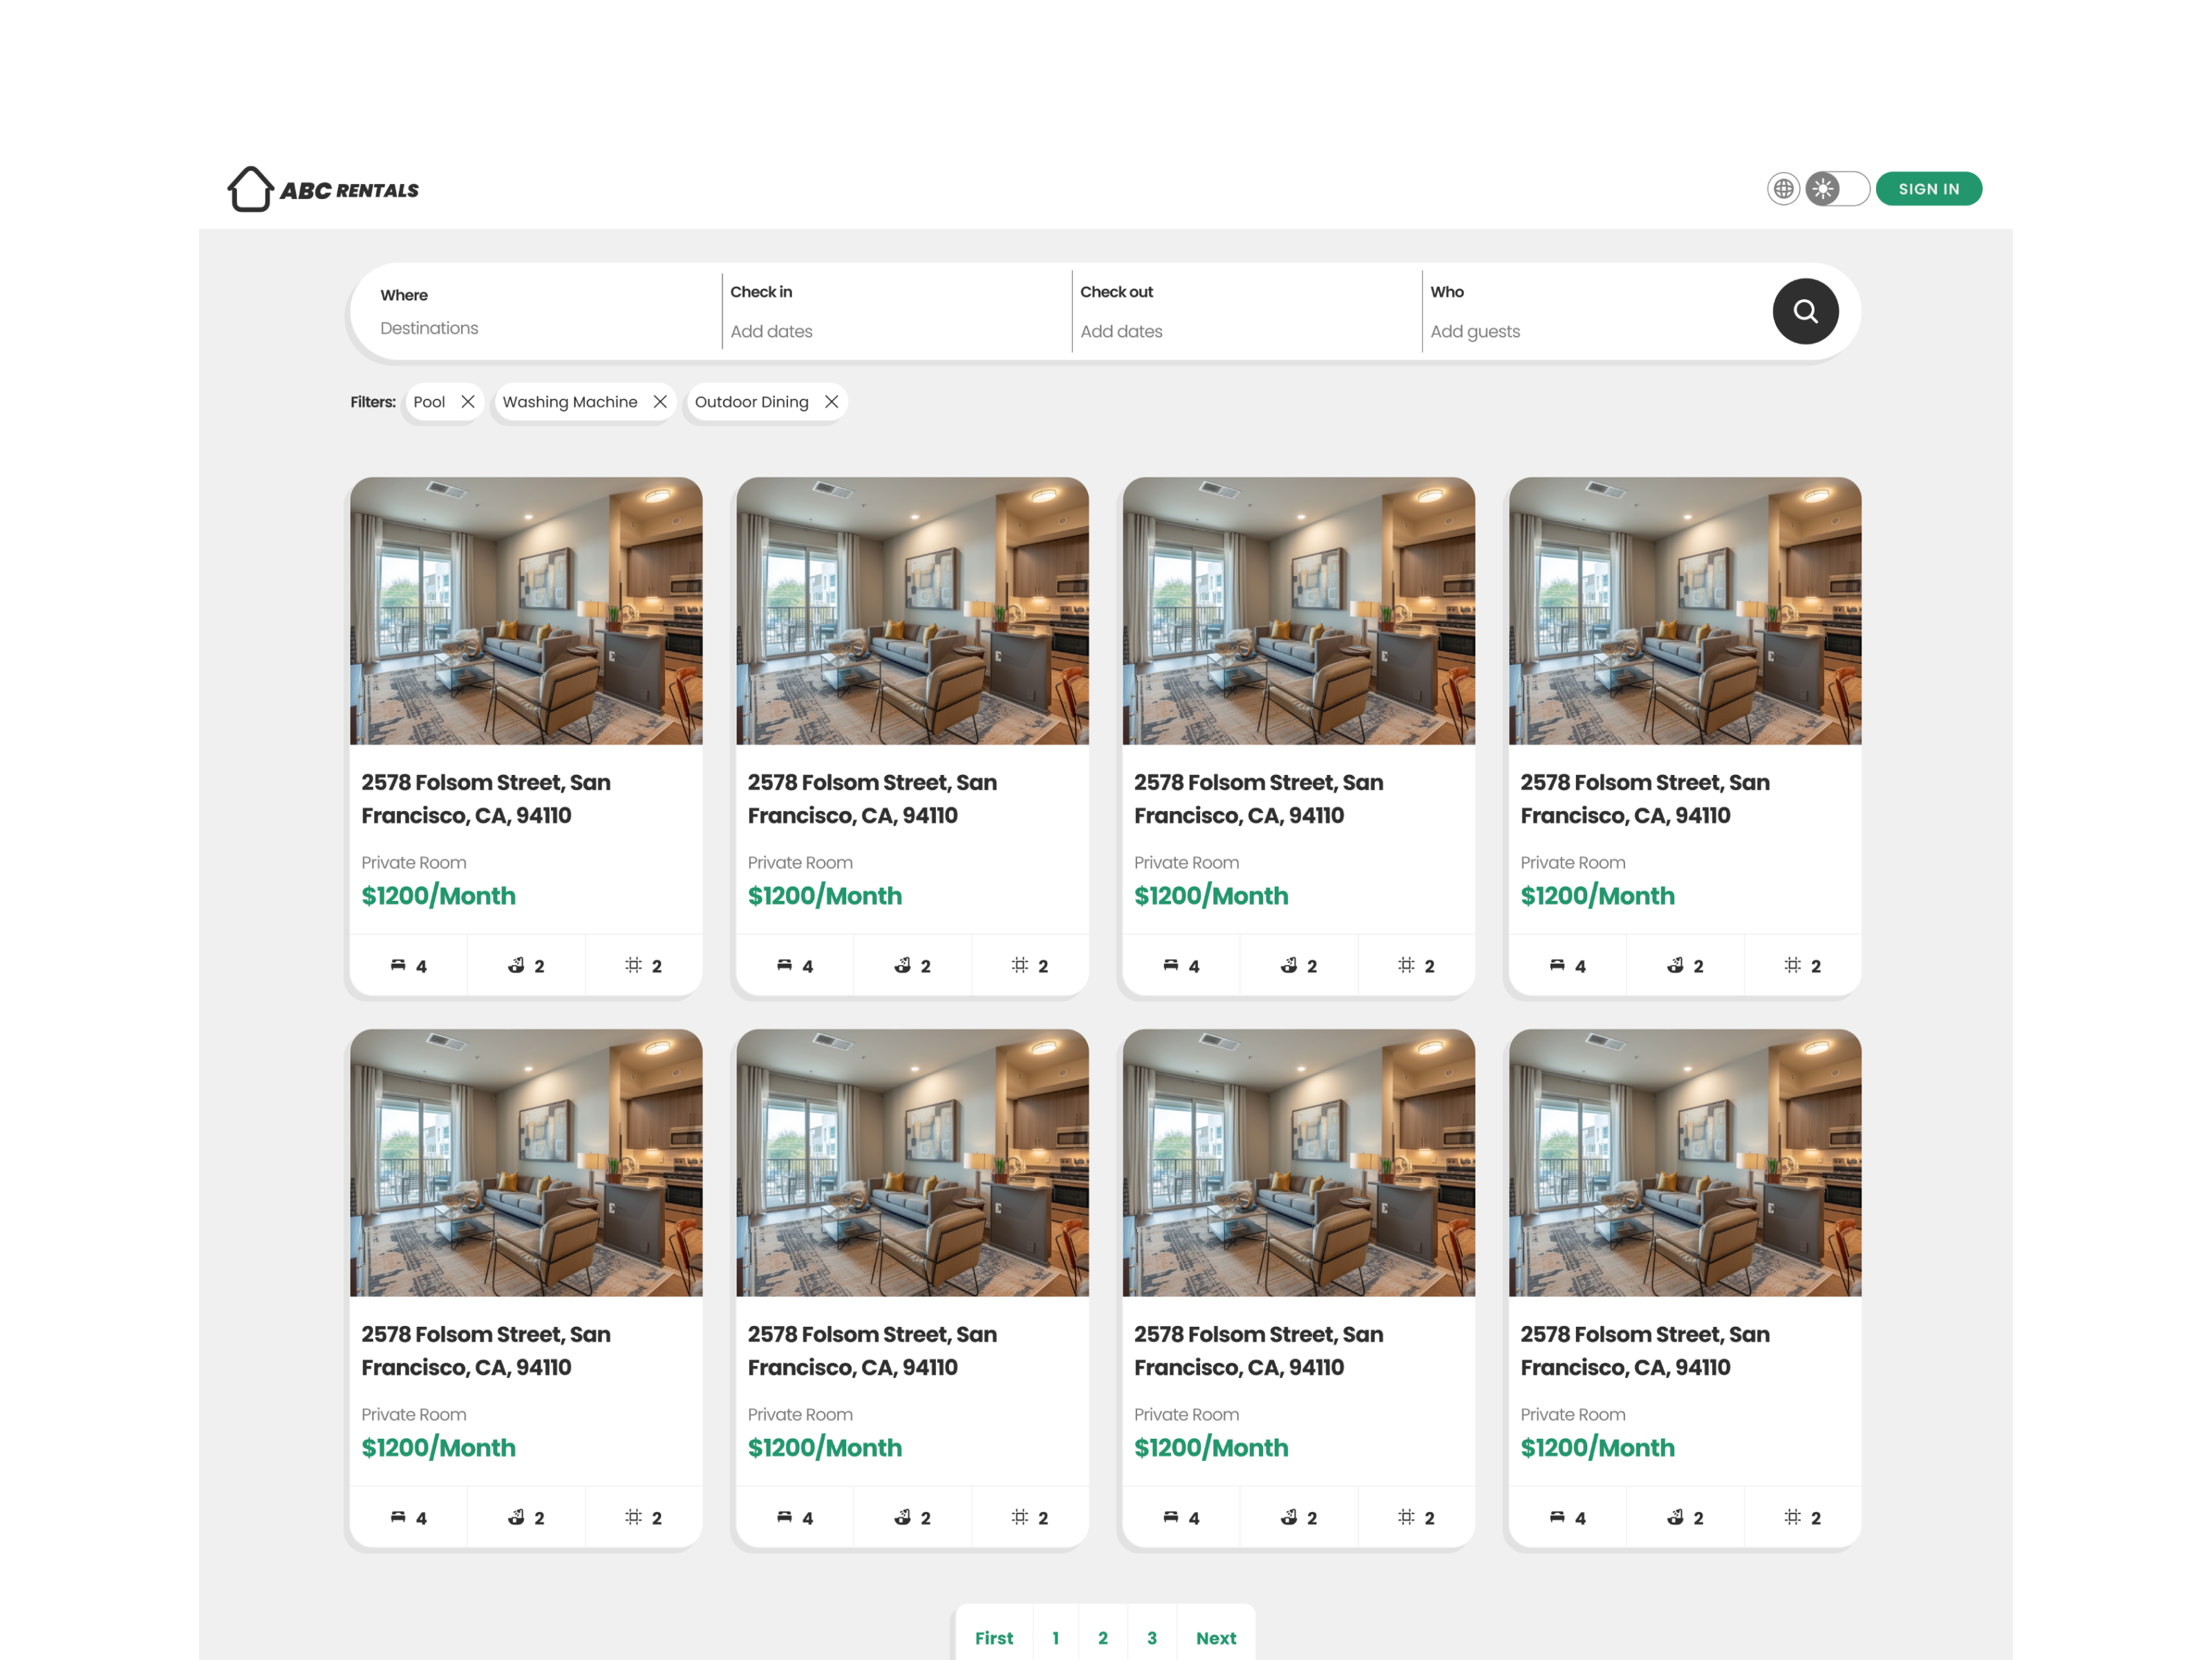 ABC RENTALS
SIGN IN
Where
Check in
Check out
Who
Destinations
Add dates
Add dates
Add guests
Filters:
Pool
Washing Machine
Outdoor Dining
2578 Folsom Street, San
Francisco, CA, 94110
Private Room
$1200/Month
4
2
2
2578 Folsom Street, San
Francisco, CA, 94110
Private Room
$1200/Month
4
2
2
2578 Folsom Street, San
Francisco, CA, 94110
Private Room
$1200/Month
4
2
2
2578 Folsom Street, San
Francisco, CA, 94110
Private Room
$1200/Month
4
2
2
2578 Folsom Street, San
Francisco, CA, 94110
Private Room
$1200/Month
4
2
2
2578 Folsom Street, San
Francisco, CA, 94110
Private Room
$1200/Month
4
2
2
2578 Folsom Street, San
Francisco, CA, 94110
Private Room
$1200/Month
4
2
2
2578 Folsom Street, San
Francisco, CA, 94110
Private Room
$1200/Month
4
2
2
First
1
2
3
Next